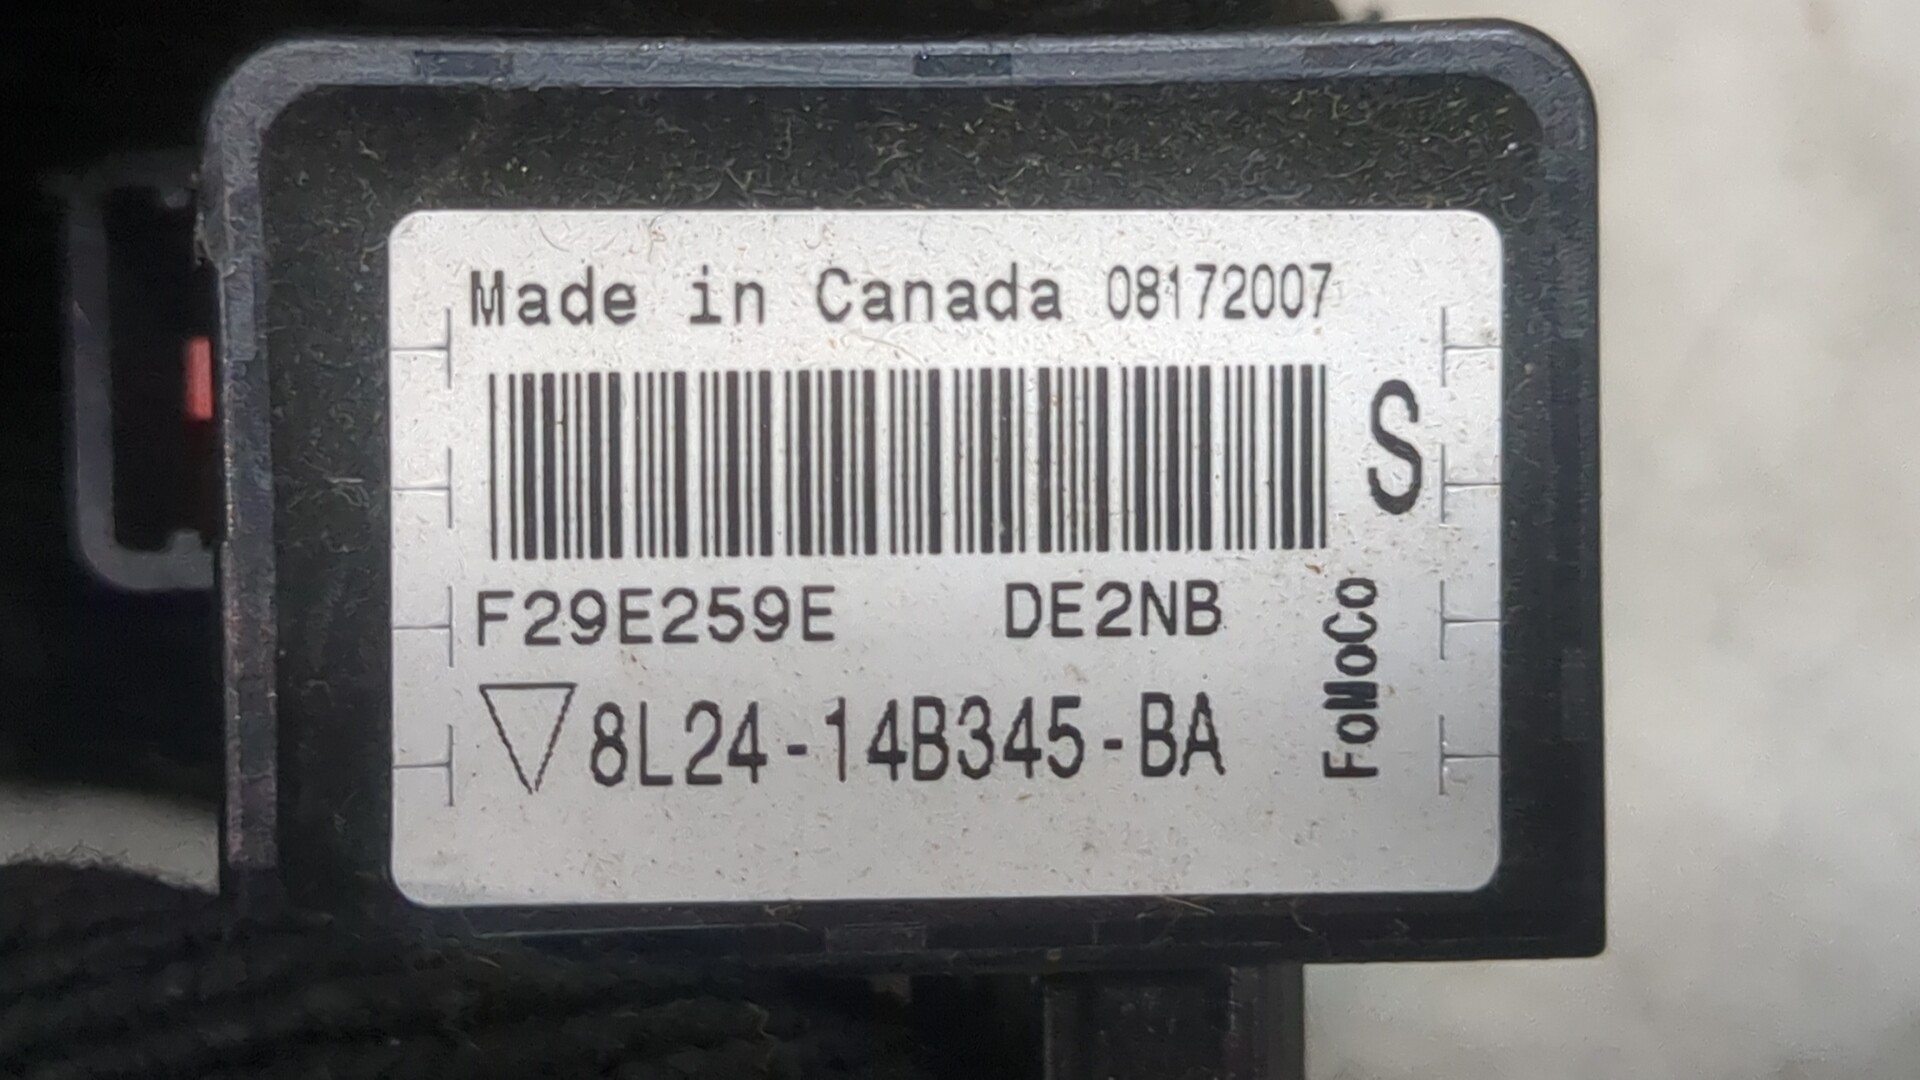 Made in Canada 08172007
S
F29E259E DE2NB
8L24-14B345-BA
FoMoCo